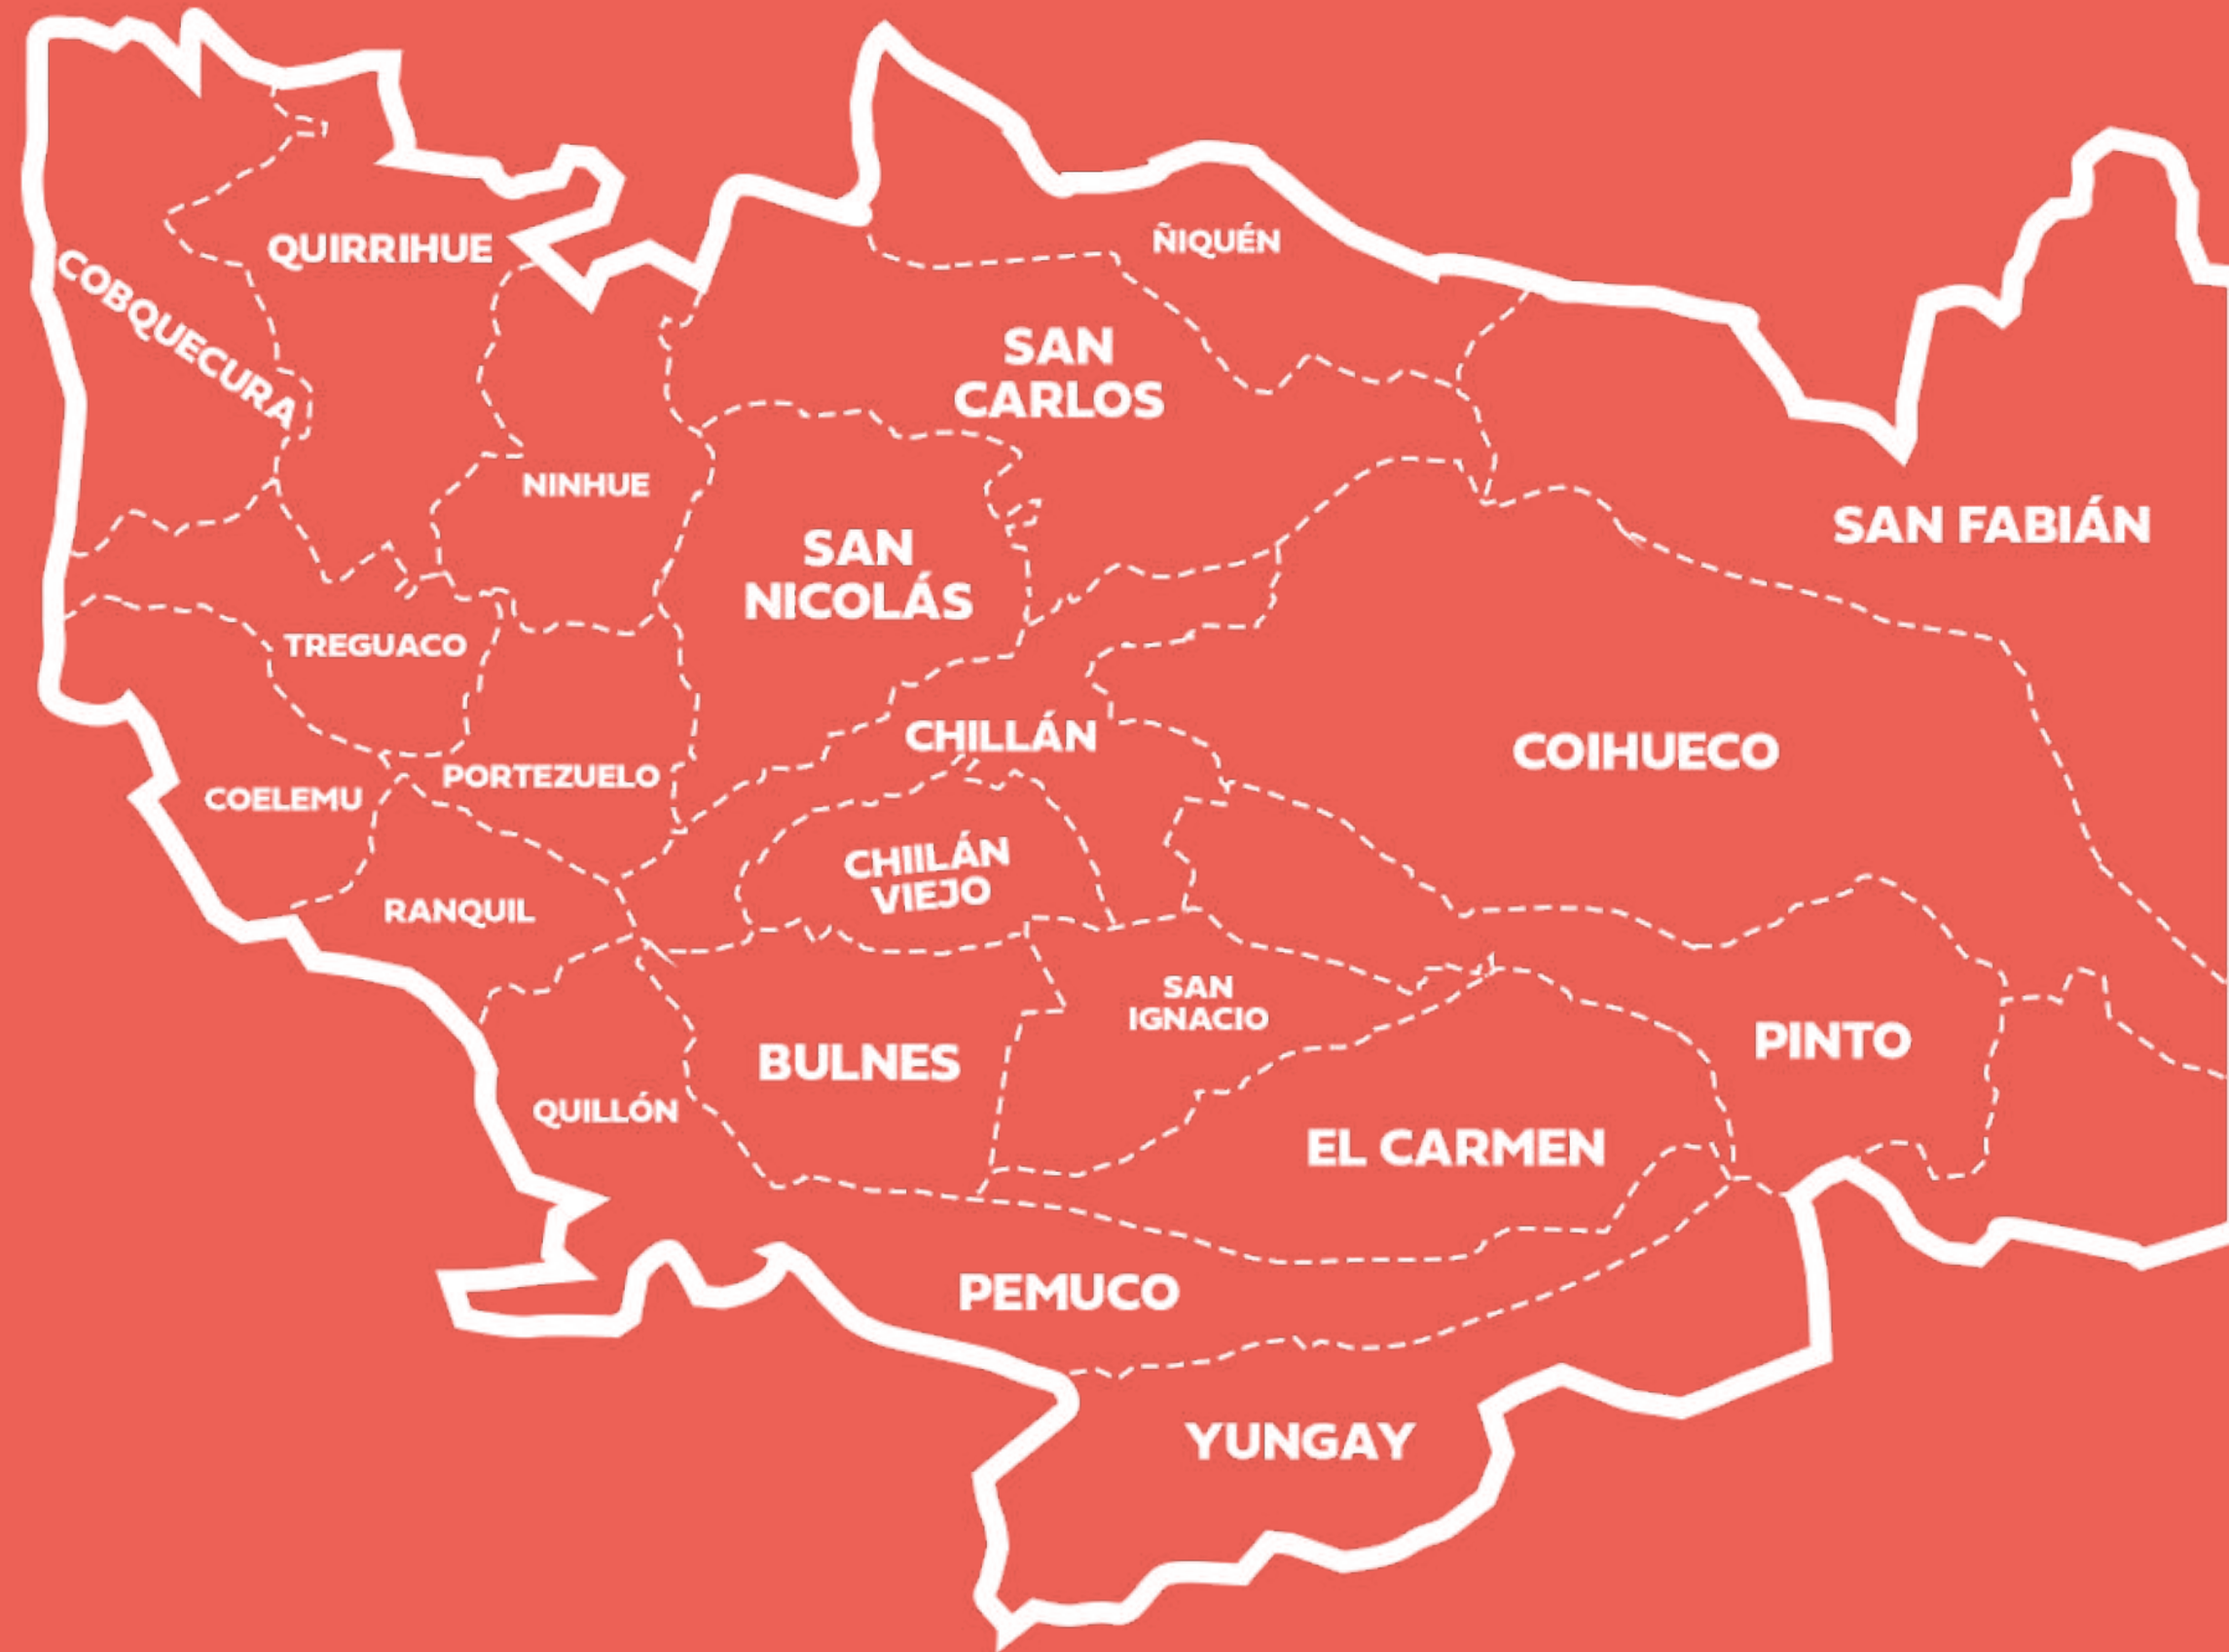 ÑIQUÉN
QUIRRIHUE
COBQUECURA
SAN
CARLOS
NINHUE
SAN FABIÁN
SAN
NICOLÁS
TREGUACO
CHILLÁN
COIHUECO
PORTEZUELO
COELEMU
CHIILÁN
VIEJO
RANQUIL
SAN
IGNACIO
PINTO
BULNES
QUILLÓN
EL CARMEN
PEMUCO
YUNGAY